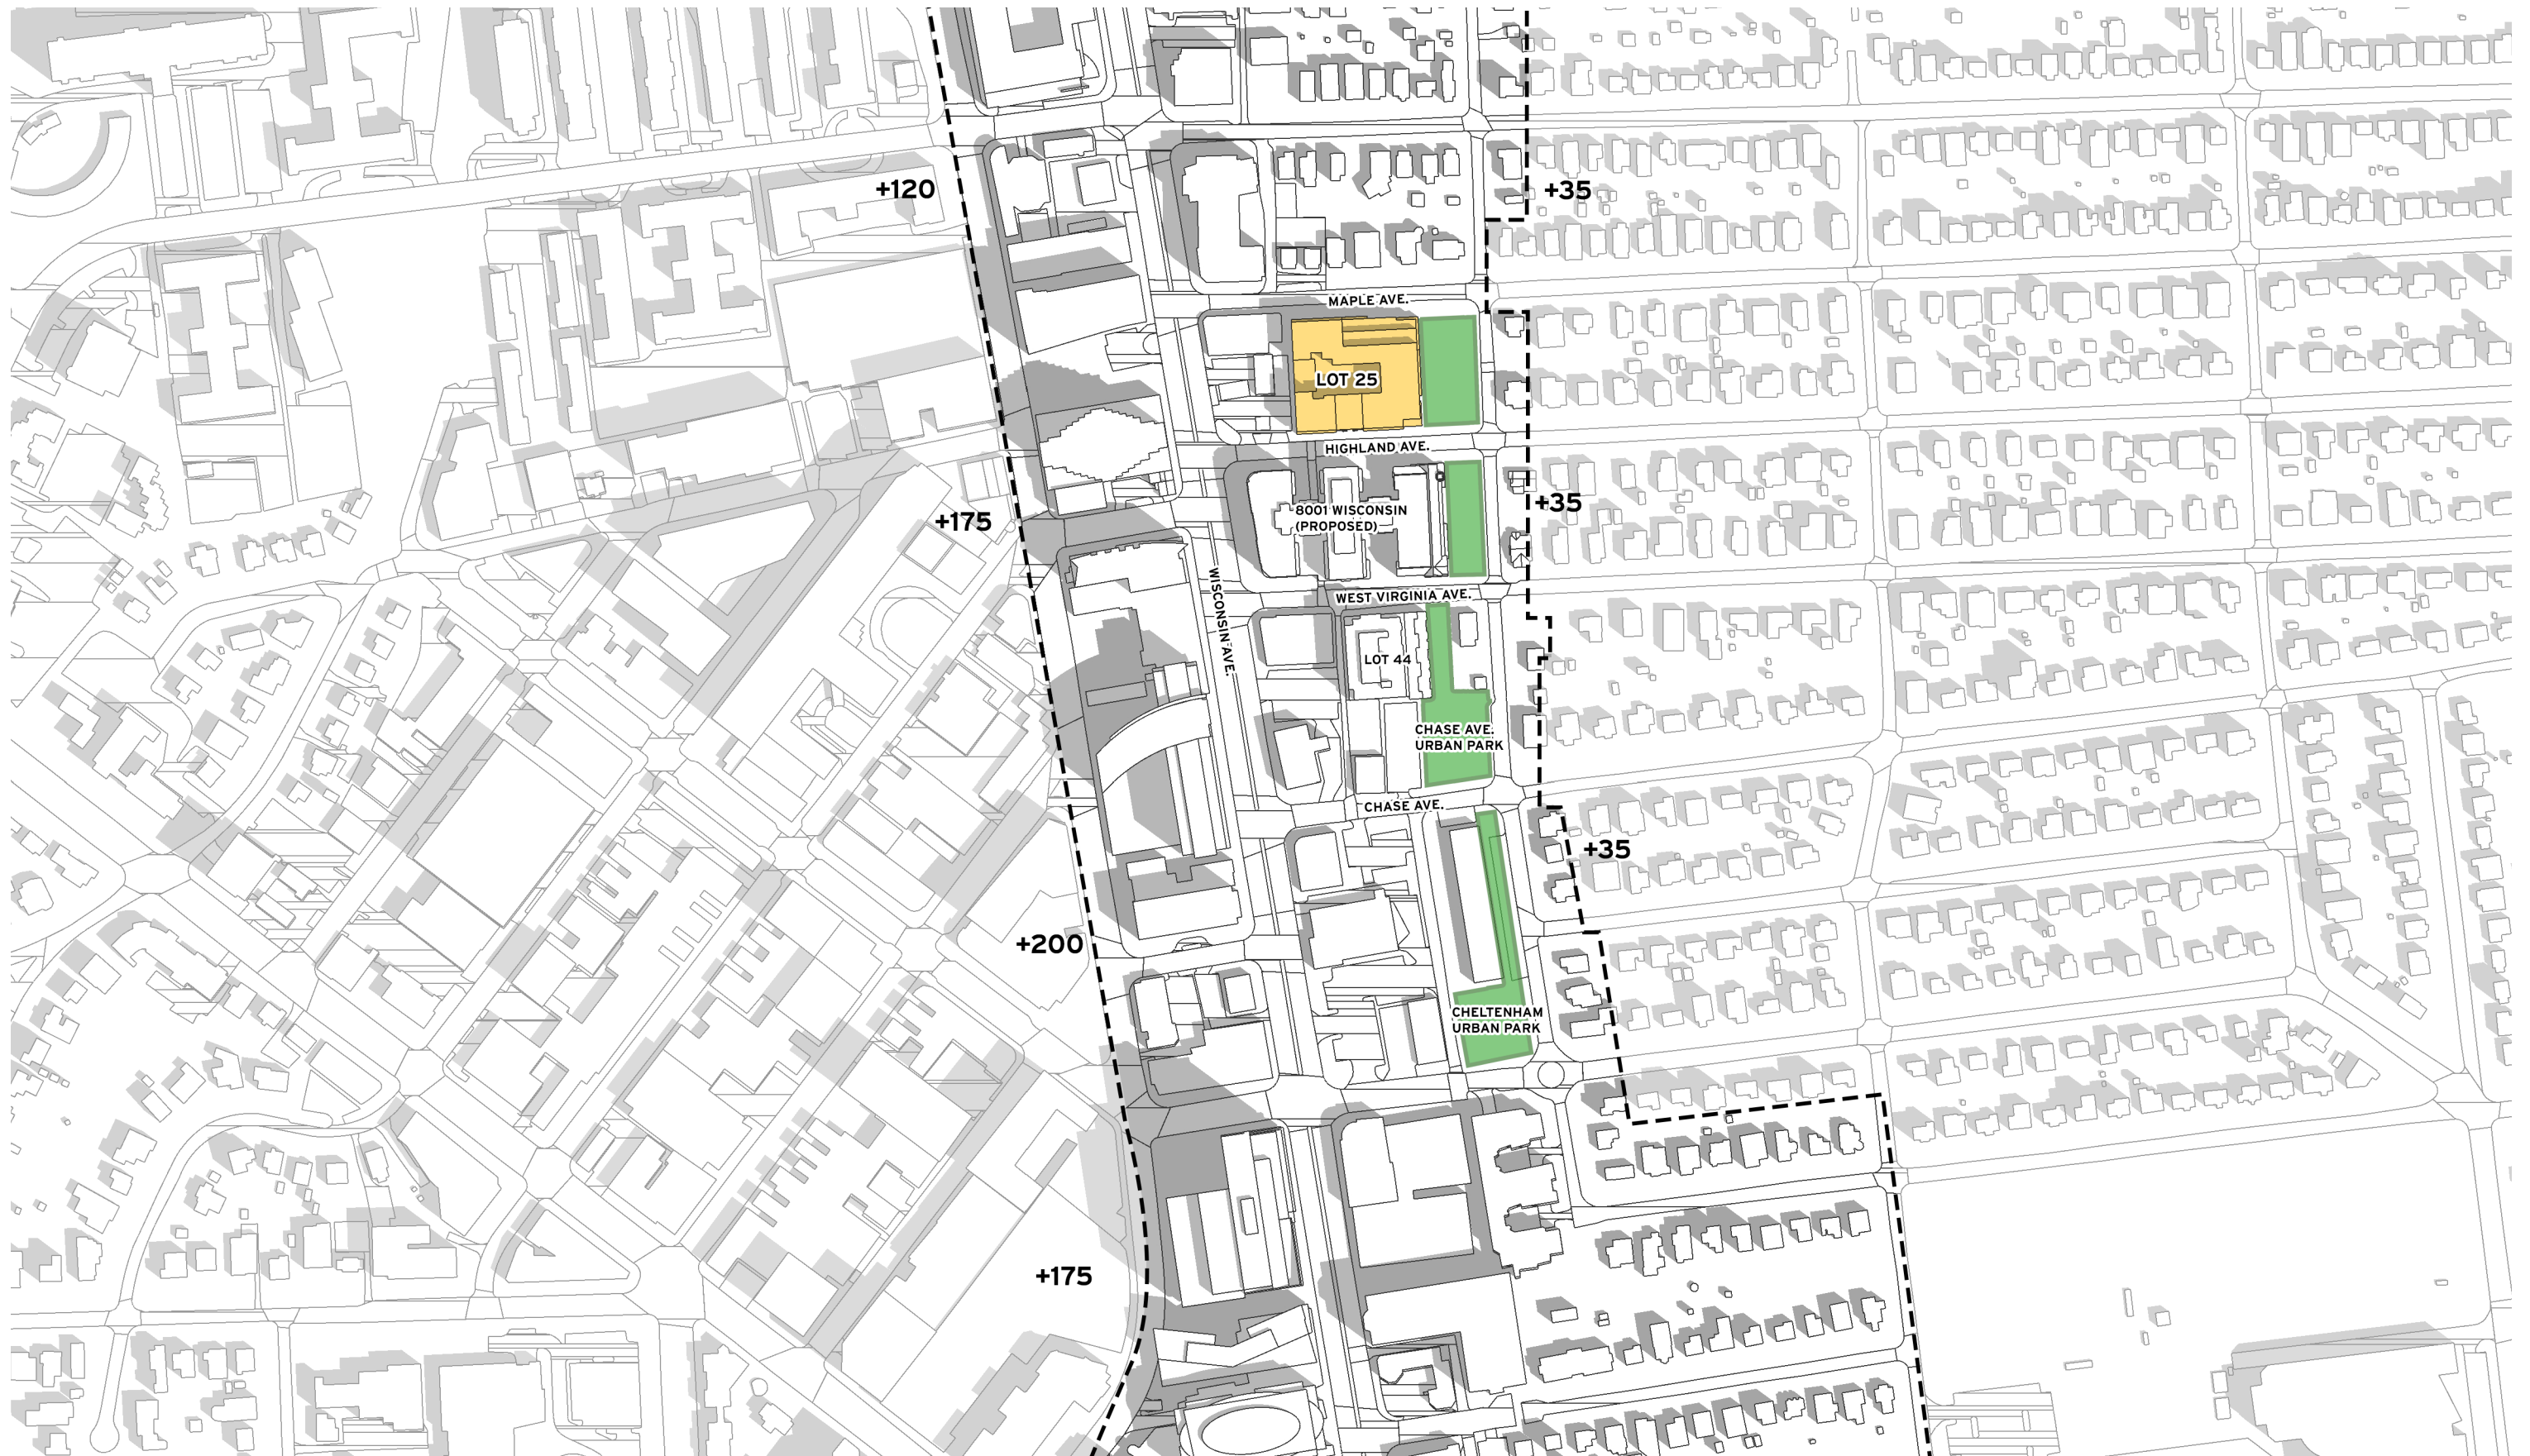 +120
+35
MAPLE AVE.
LOT 25
HIGHLAND AVE.
+175
8001 WISCONSIN
(PROPOSED)
+35
WISCONSIN AVE.
WEST VIRGINIA AVE.
LOT 44
CHASE AVE.
URBAN PARK
CHASE AVE.
+35
+200
CHELTENHAM
URBAN PARK
+175